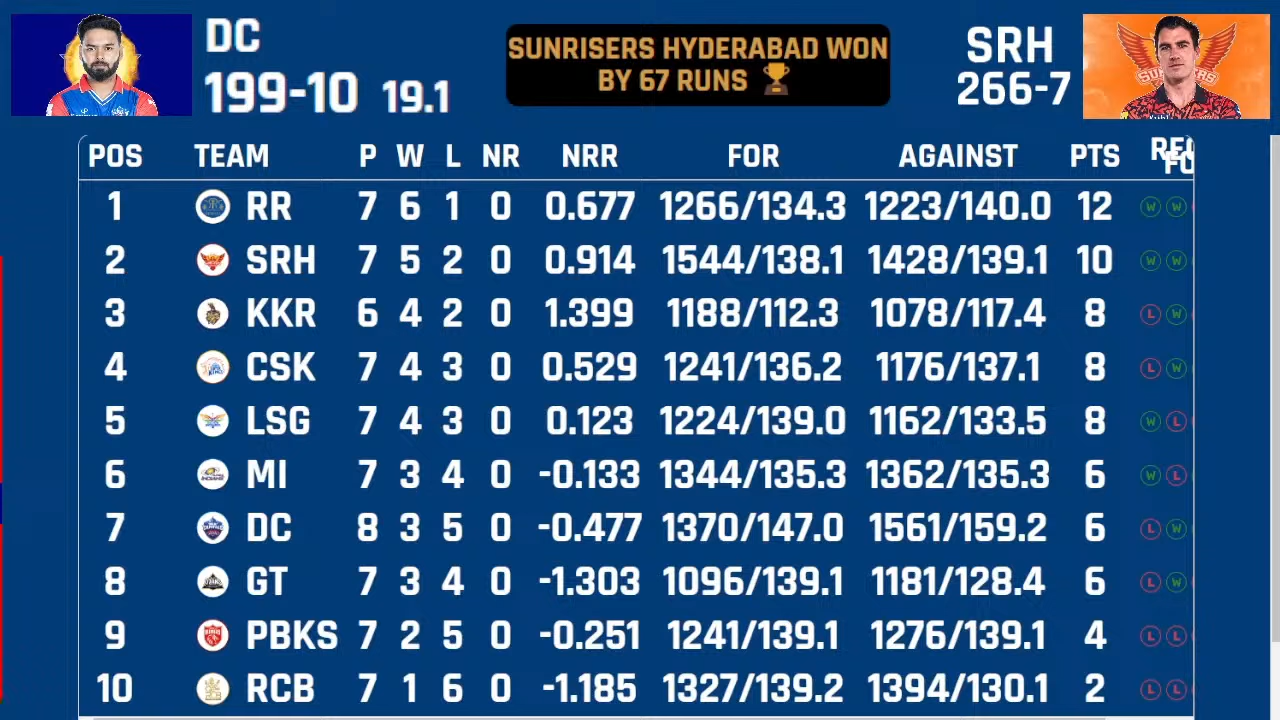 DC
199-10 19.1
SUNRISERS HYDERABAD WON
BY 67 RUNS
SRH
266-7
POS TEAM P W L NR NRR FOR AGAINST PTS
1 RR 7 6 1 0 0.677 1266/134.3 1223/140.0 12 W W
2 SRH 7 5 2 0 0.914 1544/138.1 1428/139.1 10 W W
3 KKR 6 4 2 0 1.399 1188/112.3 1078/117.4 8 L W
4 CSK 7 4 3 0 0.529 1241/136.2 1176/137.1 8 L W
5 LSG 7 4 3 0 0.123 1224/139.0 1162/133.5 8 W L
6 MI 7 3 4 0 -0.133 1344/135.3 1362/135.3 6 W L
7 DC 8 3 5 0 -0.477 1370/147.0 1561/159.2 6 L W
8 GT 7 3 4 0 -1.303 1096/139.1 1181/128.4 6 L W
9 PBKS 7 2 5 0 -0.251 1241/139.1 1276/139.1 4 L L
10 RCB 7 1 6 0 -1.185 1327/139.2 1394/130.1 2 L L